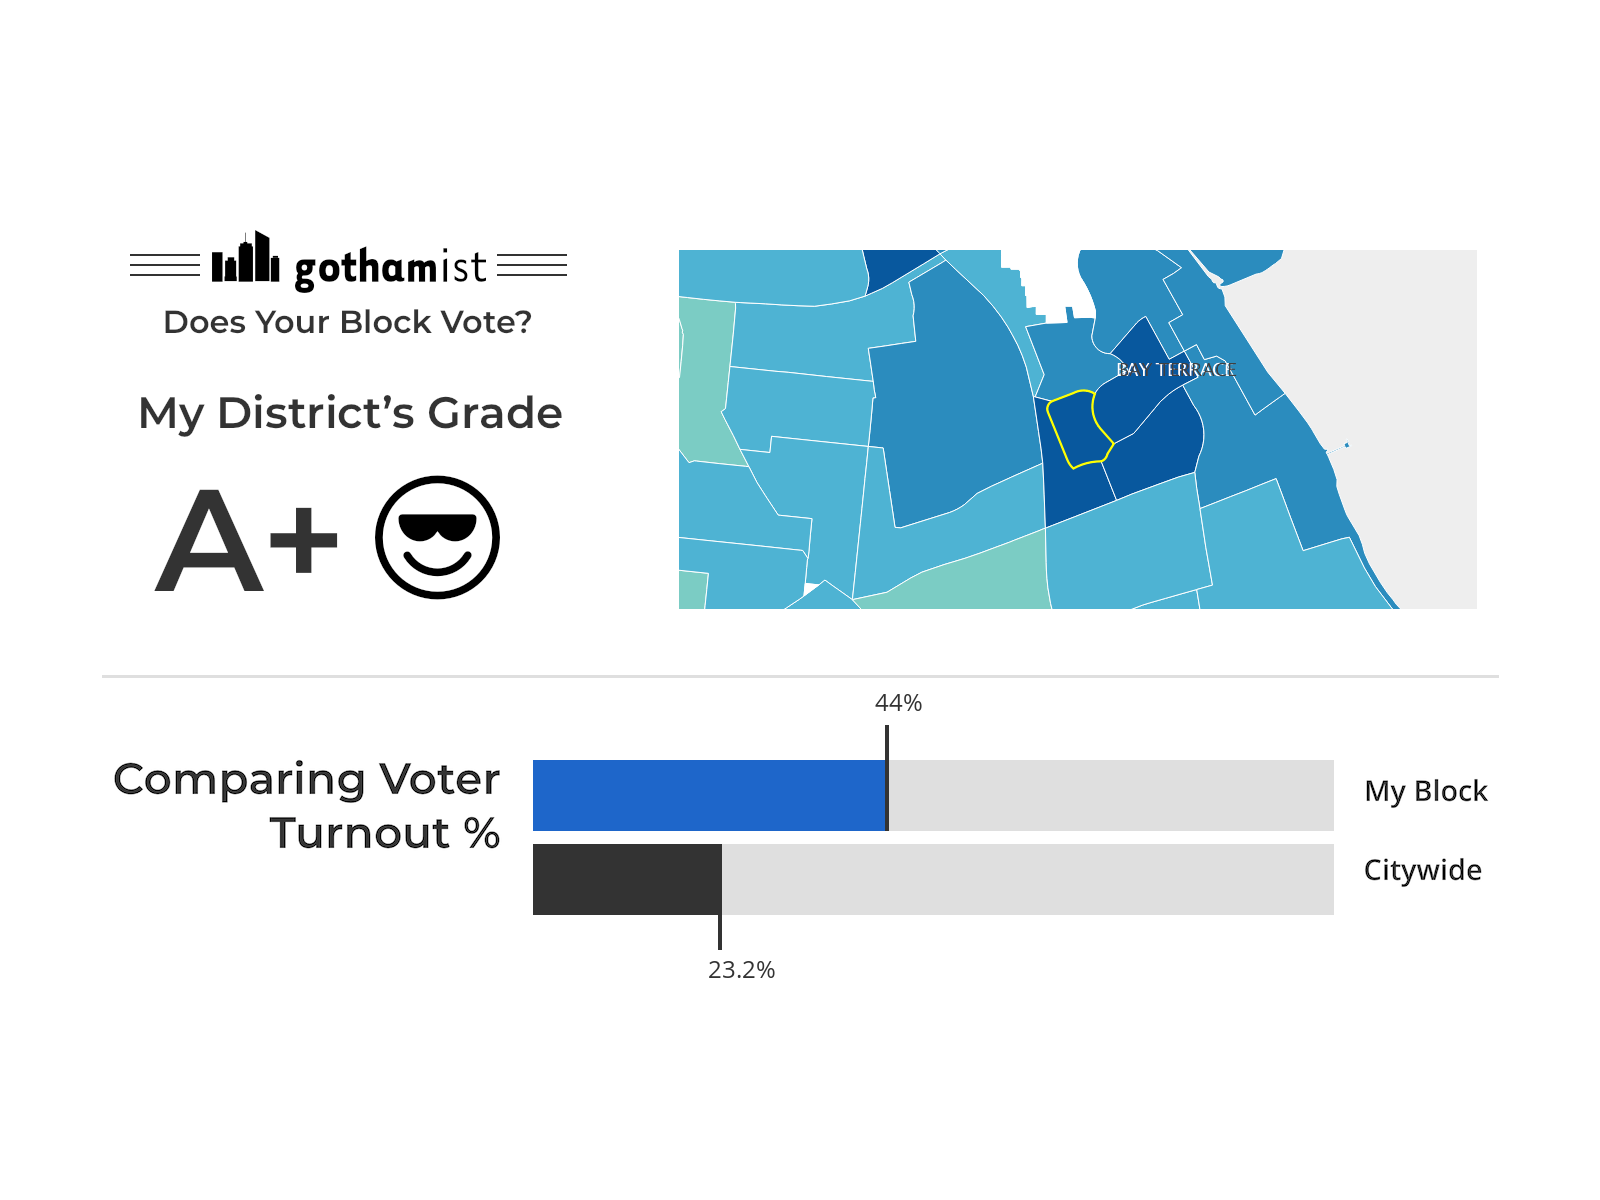 gothamist
Does Your Block Vote?
My District’s Grade
A+
BAY TERRACE
44%
Comparing Voter
Turnout %
My Block
Citywide
23.2%